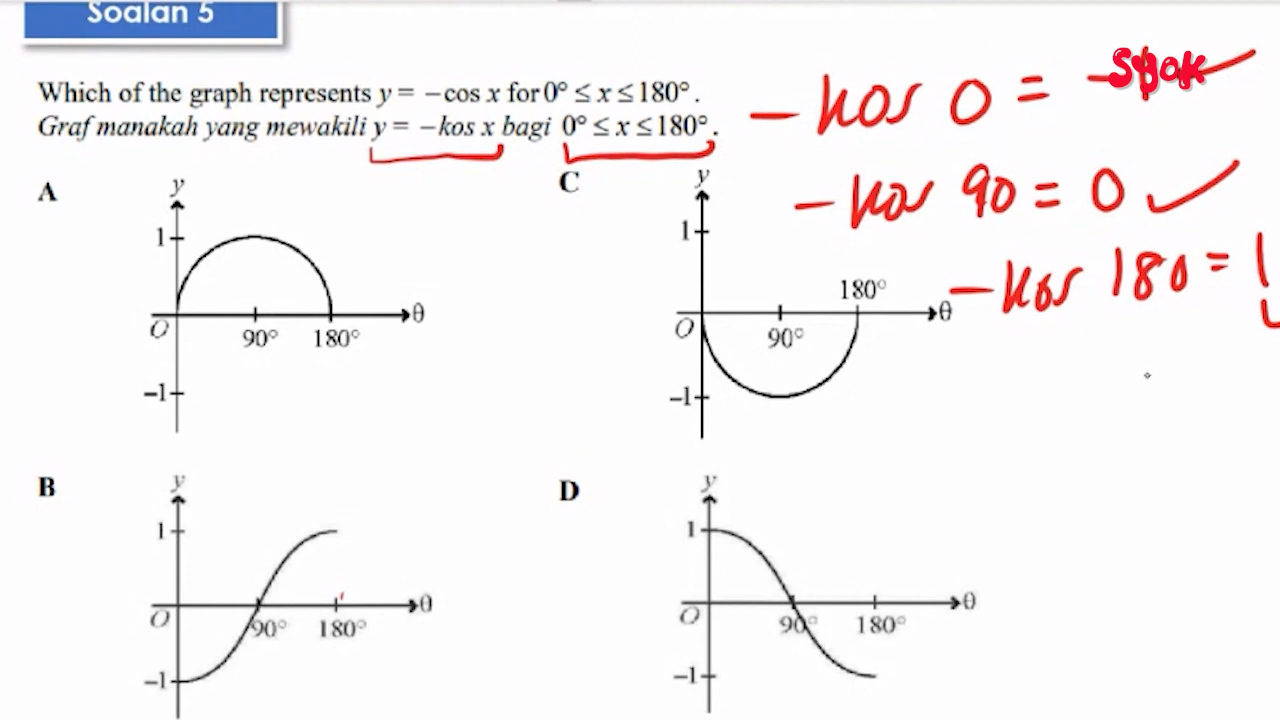 Soalan 5
Which of the graph represents y = −cos x for 0° ≤ x ≤ 180°.
Graf manakah yang mewakili y = −kos x bagi 0° ≤ x ≤ 180°.
− kos 0 = −
syok
− kos 90 = 0
− kos 180 = 1
A
y
1
O
90°
180°
θ
−1
C
y
1
O
90°
180°
θ
−1
B
y
1
O
90°
180°
θ
−1
D
y
1
O
90°
180°
θ
−1